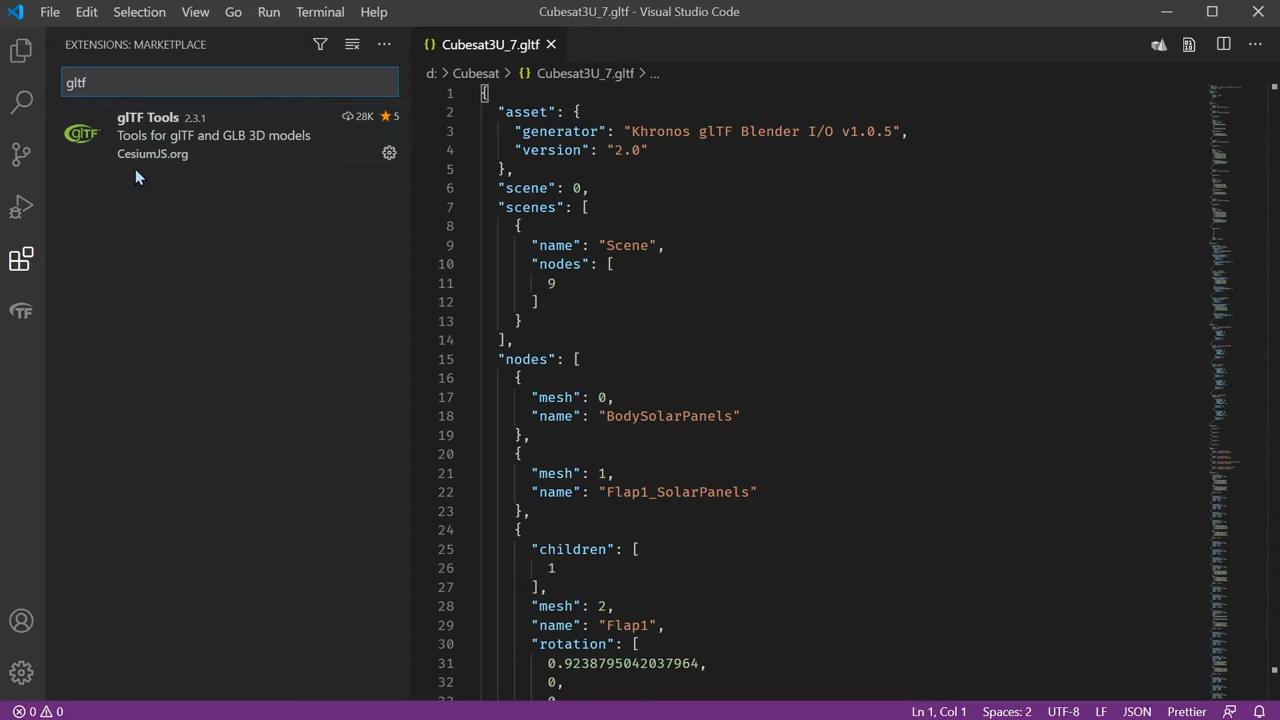 File Edit Selection View Go Run Terminal Help
Cubesat3U_7.gltf - Visual Studio Code
EXTENSIONS: MARKETPLACE
gltf
glTF Tools 2.3.1
5
Tools for glTF and GLB 3D models
glTF
Cubesat3U_7.gltf
d: > Cubesat > {} Cubesat3U_7.gltf > ...
1 {
2 "asset": {
3 "generator": "Khronos glTF Blender I/O v1.0.5",
4 "version": "2.0"
5
6 "scene": 0,
7 "scenes": [
8
9 "name": "Scene",
10 "nodes"
11 9
12 ]
13
14 ]
15 "nodes": [
16
17 "mesh": 0
18 "name": "BodySolarPanels"
19 },
20
21 "mesh": 1
22 "name": "Flap1_SolarPanels"
23 },
24
25 "children": [
26 1
27 ],
28 "mesh": 2
29 "name": "Flap1",
30 "rotation": [
31
32 0,
33 0
0 0
Ln 1, Col 1 Spaces: 2 UTF-8 LF JSON Prettier